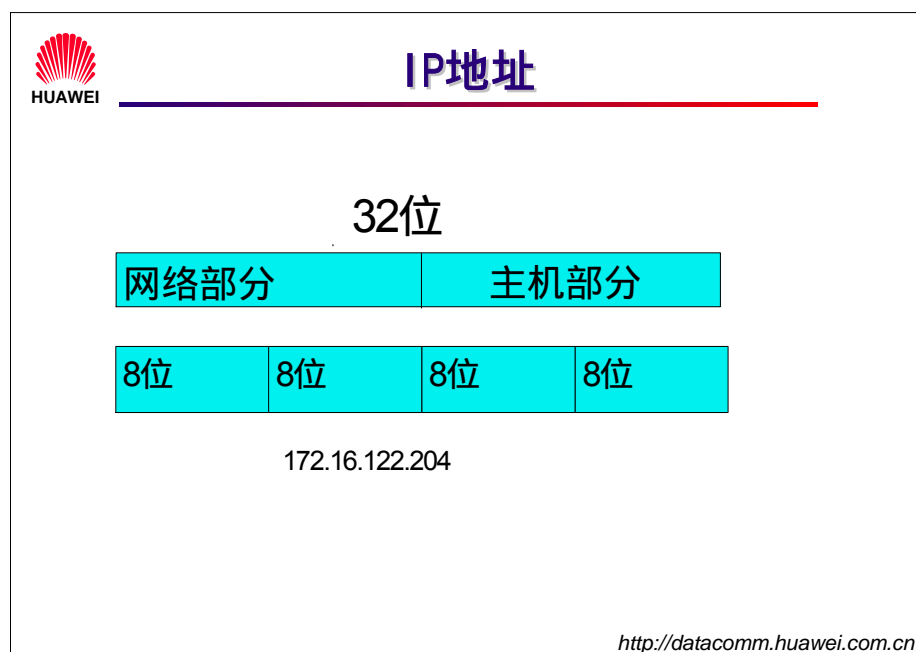 IP地址
HUAWEI
32位
网络部分 主机部分
8位 8位 8位 8位
172.16.122.204
http://datacomm.huawei.com.cn